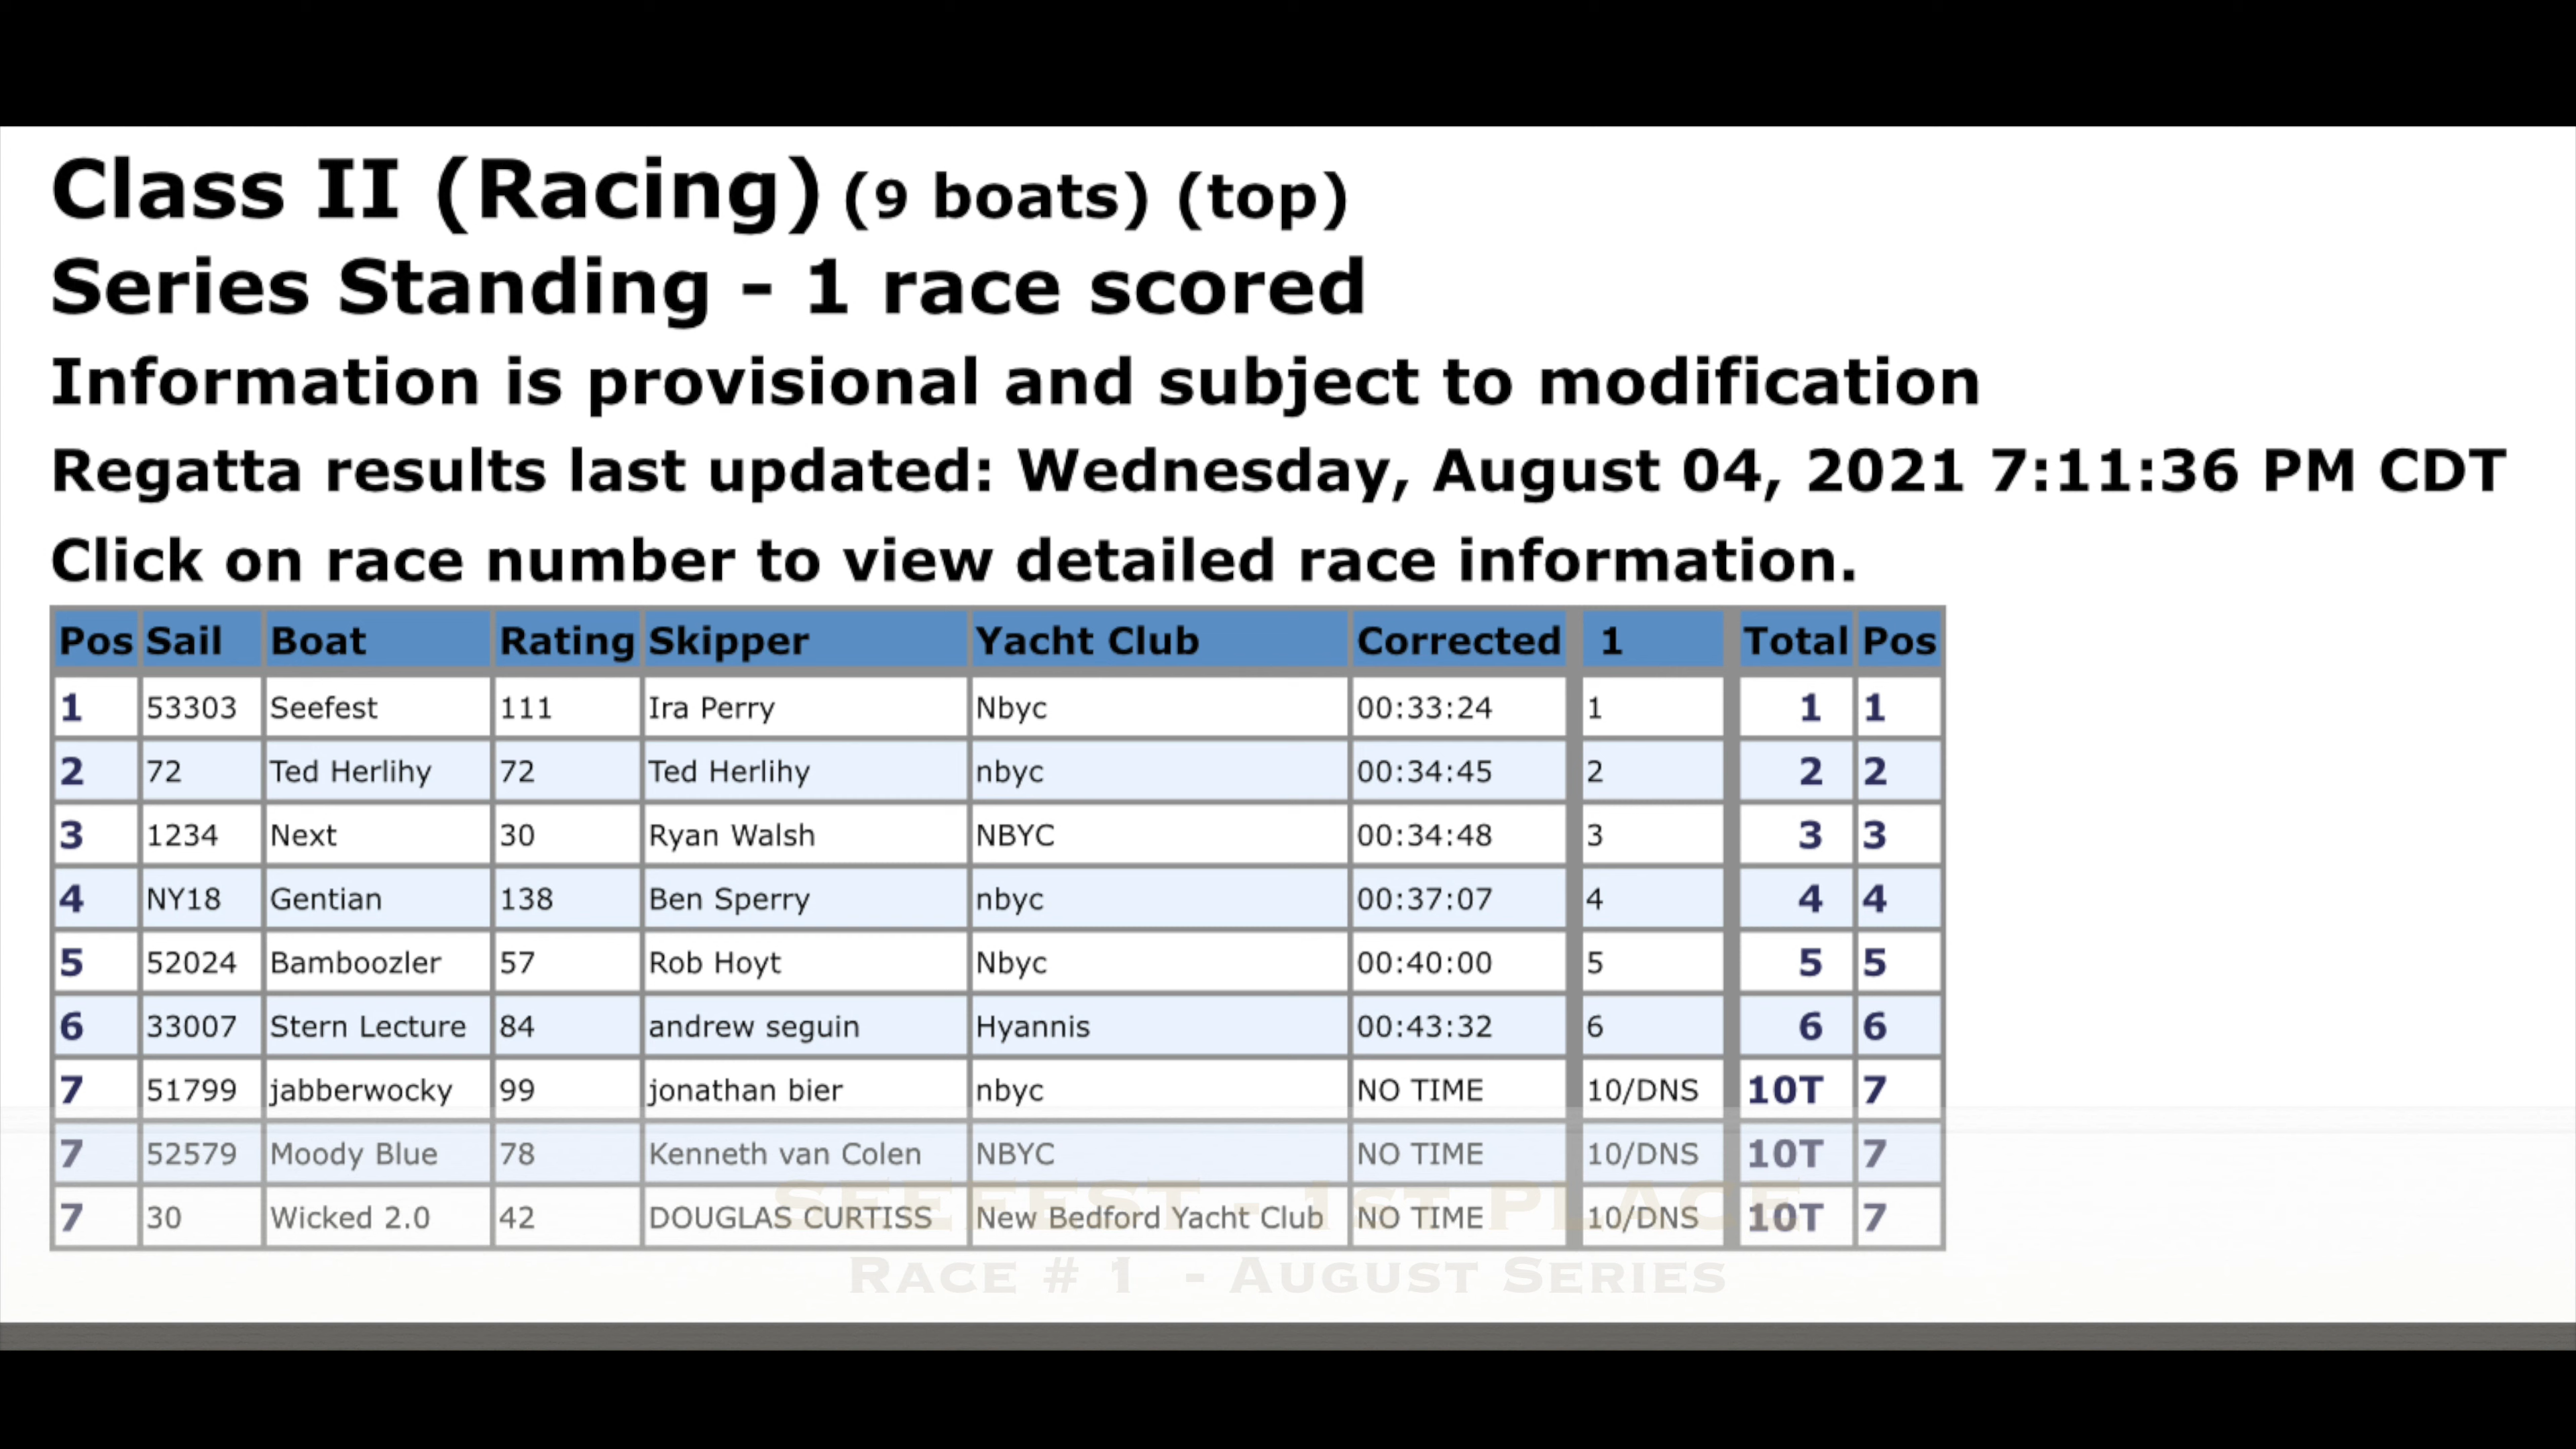 Class II (Racing) (9 boats) (top)
Series Standing - 1 race scored
Information is provisional and subject to modification
Regatta results last updated: Wednesday, August 04, 2021 7:11:36 PM CDT
Click on race number to view detailed race information.
Pos Sail Boat Rating Skipper Yacht Club Corrected 1 Total Pos
1 53303 Seefest 111 Ira Perry Nbyc 00:33:24 1 1 1
2 72 Ted Herlihy 72 Ted Herlihy nbyc 00:34:45 2 2 2
3 1234 Next 30 Ryan Walsh NBYC 00:34:48 3 3 3
4 NY18 Gentian 138 Ben Sperry nbyc 00:37:07 4 4 4
5 52024 Bamboozler 57 Rob Hoyt Nbyc 00:40:00 5 5 5
6 33007 Stern Lecture 84 andrew seguin Hyannis 00:43:32 6 6 6
7 51799 jabberwocky 99 jonathan bier nbyc NO TIME 10/DNS 10T 7
7 52579 Moody Blue 78 Kenneth van Colen NBYC NO TIME 10/DNS 10T 7
7 30 Wicked 2.0 42 DOUGLAS CURTISS New Bedford Yacht Club NO TIME 10/DNS 10T 7
SEEFEST - 1ST PLACE
RACE # 1 - AUGUST SERIES